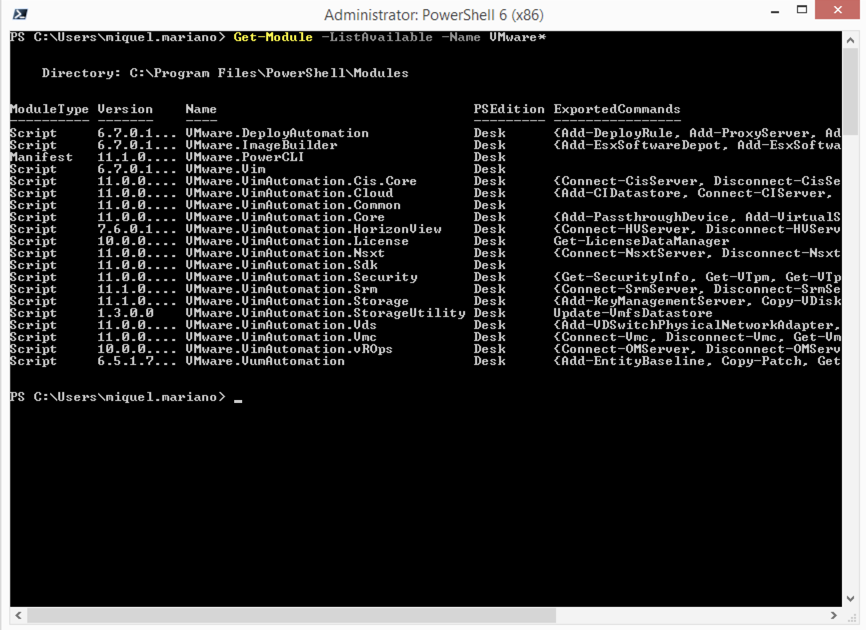 Administrator: PowerShell 6 (x86)
PS C:\Users\miquel.mariano> Get-Module -ListAvailable -Name VMware*
Directory: C:\Program Files\PowerShell\Modules
ModuleType Version    Name                                PSEdition ExportedCommands
---------- -------    ----                                --------- ----------------
Script     6.7.0.1... VMware.DeployAutomation             Desk      {Add-DeployRule, Add-ProxyServer, Ad
Script     6.7.0.1... VMware.ImageBuilder                 Desk      {Add-EsxSoftwareDepot, Add-EsxSoftwa
Manifest   11.1.0.... VMware.PowerCLI                     Desk
Script     6.7.0.1... VMware.Vim                          Desk
Script     11.0.0.... VMware.VimAutomation.Cis.Core       Desk      {Connect-CisServer, Disconnect-CisSe
Script     11.0.0.... VMware.VimAutomation.Cloud          Desk      {Add-CIDatastore, Connect-CIServer,
Script     11.0.0.... VMware.VimAutomation.Common         Desk
Script     11.0.0.... VMware.VimAutomation.Core           Desk      {Add-PassthroughDevice, Add-VirtualS
Script     7.6.0.1... VMware.VimAutomation.HorizonView    Desk      {Connect-HVServer, Disconnect-HVServ
Script     10.0.0.... VMware.VimAutomation.License        Desk      Get-LicenseDataManager
Script     11.0.0.... VMware.VimAutomation.Nsxt           Desk      {Connect-NsxtServer, Disconnect-Nsxt
Script     11.0.0.... VMware.VimAutomation.Sdk            Desk
Script     11.0.0.... VMware.VimAutomation.Security       Desk      {Get-SecurityInfo, Get-VTpm, Get-VTp
Script     11.1.0.... VMware.VimAutomation.Srm            Desk      {Connect-SrmServer, Disconnect-SrmSe
Script     11.1.0.... VMware.VimAutomation.Storage        Desk      {Add-KeyManagementServer, Copy-VDisk
Script     1.3.0.0    VMware.VimAutomation.StorageUtility Desk      Update-VmfsDatastore
Script     11.0.0.... VMware.VimAutomation.Vds            Desk      {Add-VDSwitchPhysicalNetworkAdapter,
Script     11.0.0.... VMware.VimAutomation.Vmc            Desk      {Connect-Vmc, Disconnect-Vmc, Get-Vm
Script     10.0.0.... VMware.VimAutomation.vROps          Desk      {Connect-OMServer, Disconnect-OMServ
Script     6.5.1.7... VMware.VumAutomation                Desk      {Add-EntityBaseline, Copy-Patch, Get
PS C:\Users\miquel.mariano> _